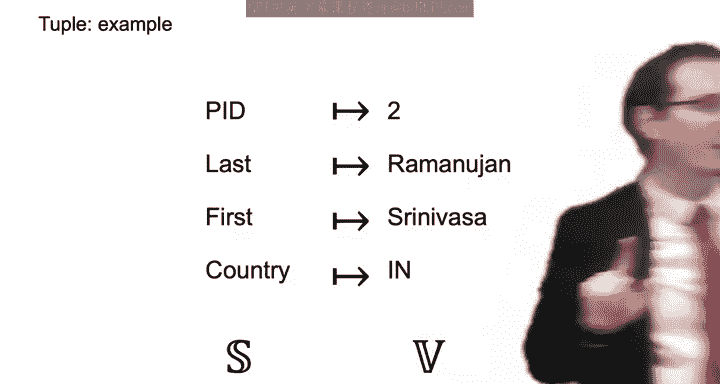 Tuple: example
PID ↦ 2
Last ↦ Ramanujan
First ↦ Srinivasa
Country ↦ IN
𝕊 𝕍